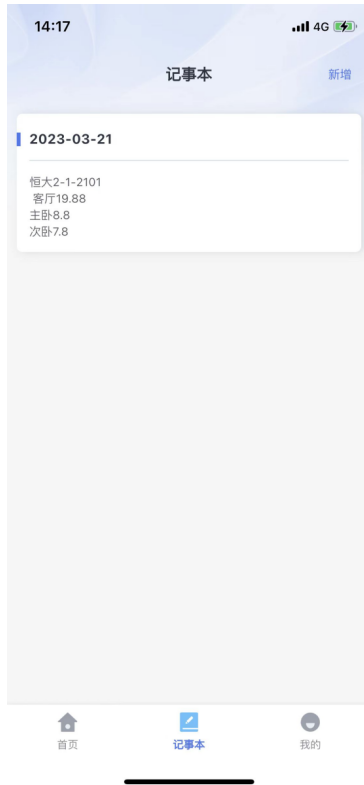 14:17
4G
记事本
新增
2023-03-21
恒大2-1-2101
客厅19.88
主卧8.8
次卧7.8
首页
记事本
我的